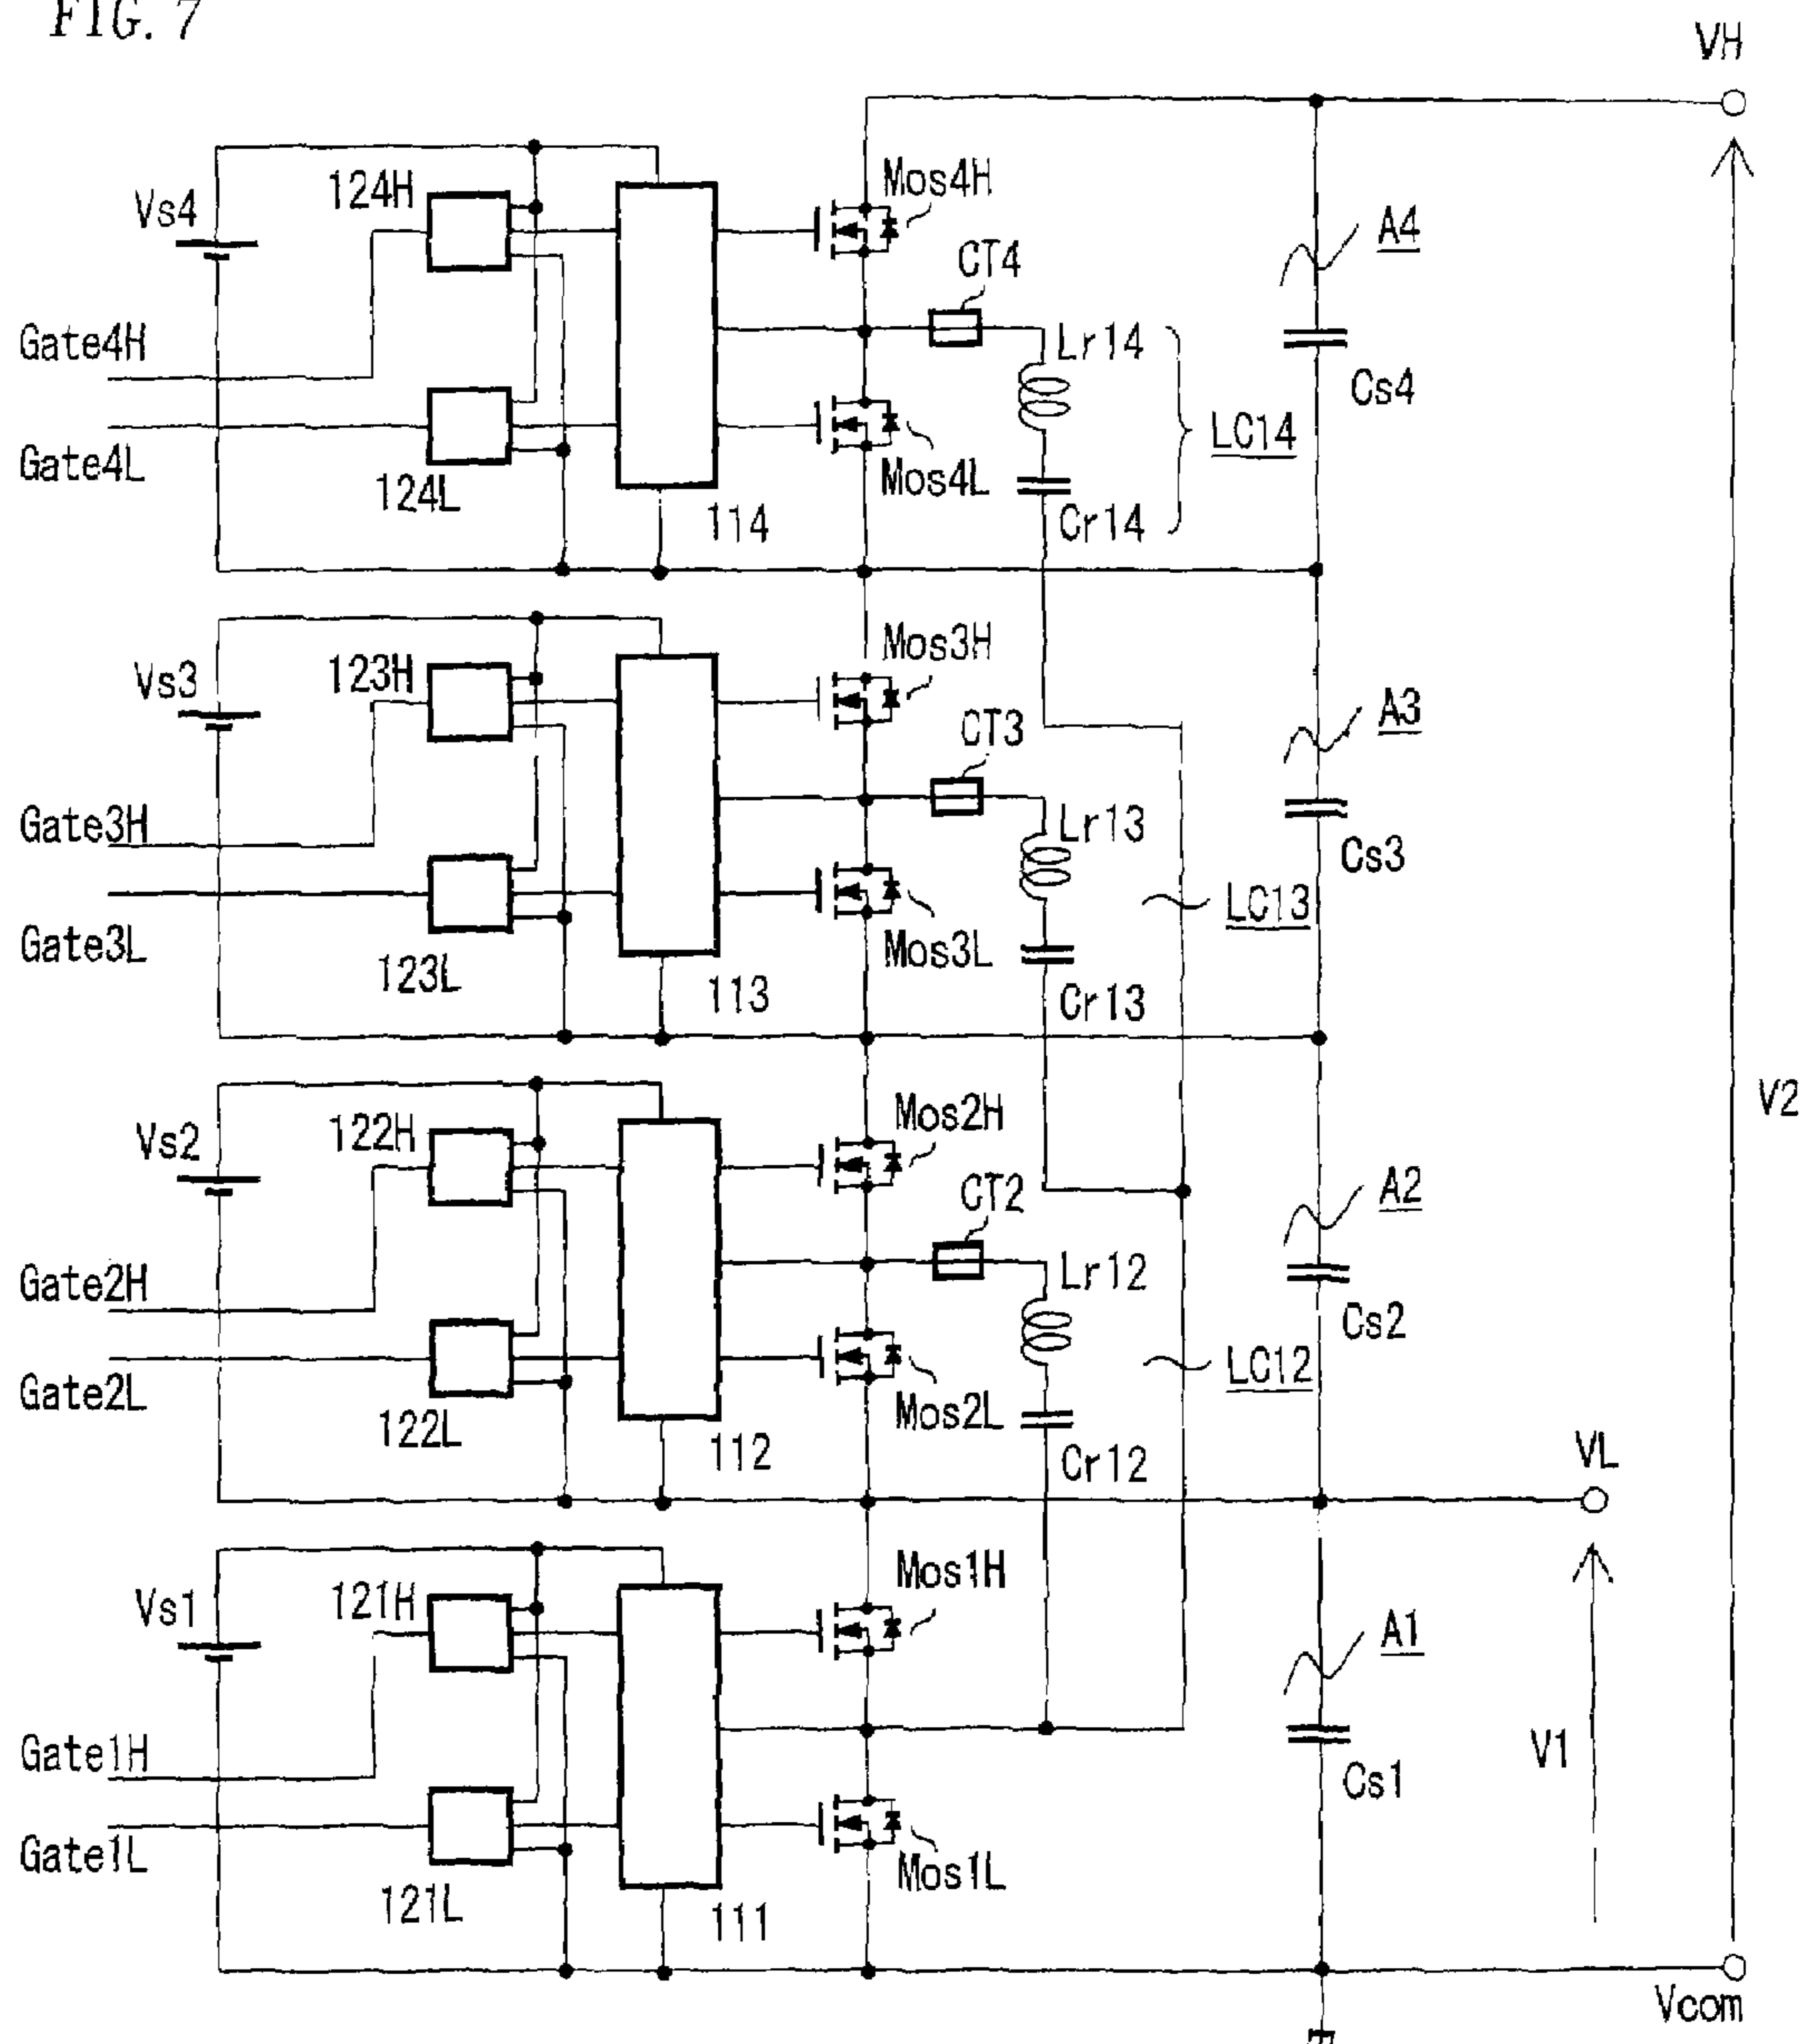 FIG. 7
VH
Vs4
124H
Mos4H
A4
CT4
Gate4H
Lr14
Cs4
LC14
Gate4L
124L
Mos4L
114
Cr14
Vs3
123H
Mos3H
A3
CT3
Gate3H
Lr13
Cs3
LC13
Gate3L
123L
Mos3L
113
Cr13
Vs2
122H
Mos2H
V2
A2
CT2
Gate2H
Lr12
Cs2
LC12
Gate2L
122L
Mos2L
112
Cr12
VL
Vs1
121H
Mos1H
A1
Gate1H
V1
Cs1
Gate1L
121L
Mos1L
111
Vcom